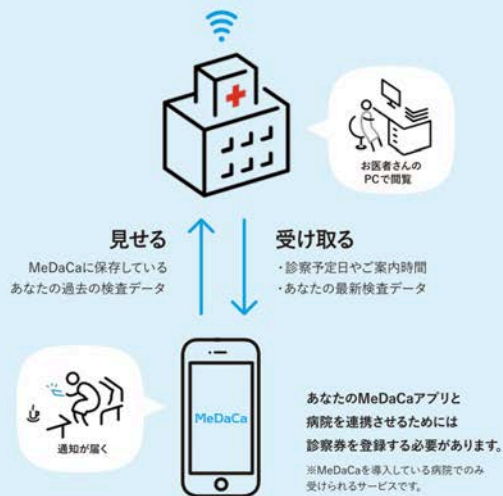 お医者さんの
PCで閲覧
見せる
MeDaCaに保存している
あなたの過去の検査データ
受け取る
・診察予定日やご案内時間
・あなたの最新検査データ
通知が届く
MeDaCa
あなたのMeDaCaアプリと
病院を連携させるためには
診察券を登録する必要があります。
※MeDaCaを導入している病院でのみ
受けられるサービスです。